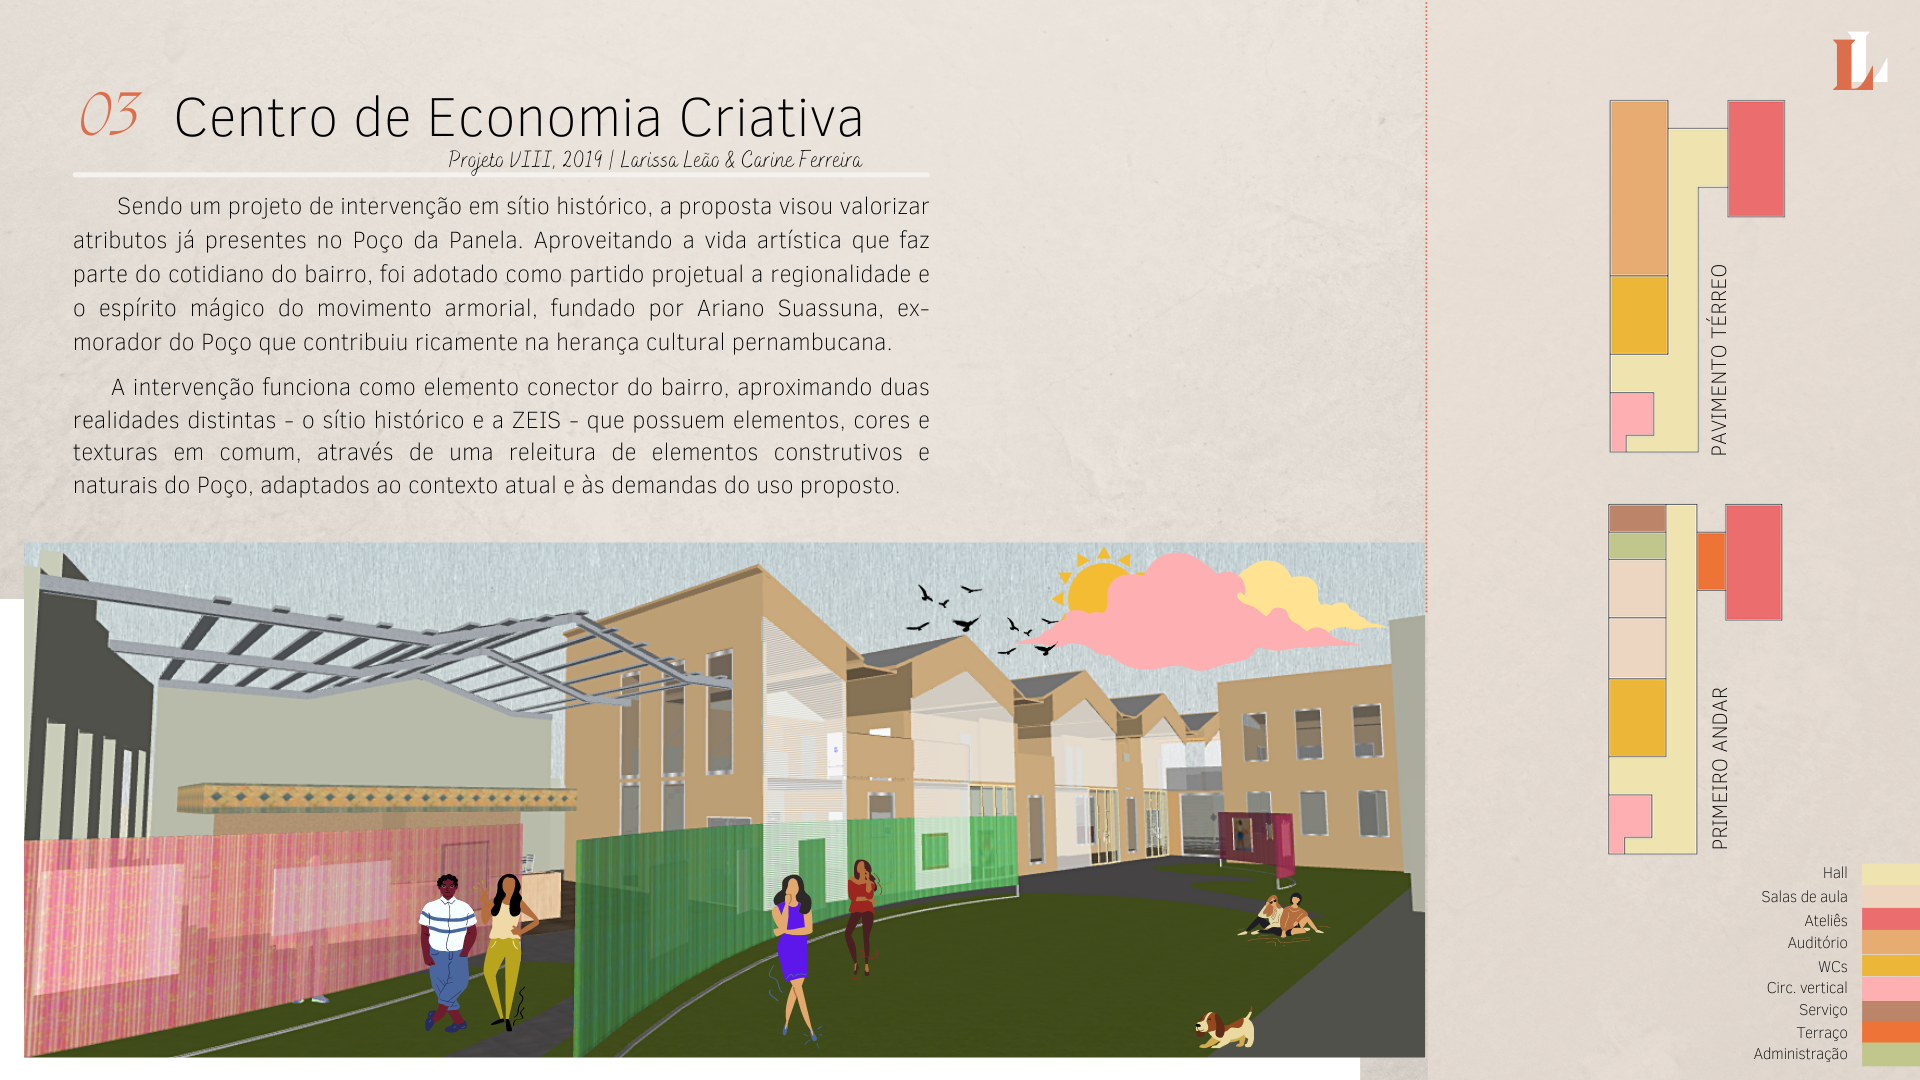 03 Centro de Economia Criativa
Projeto VIII, 2019 | Larissa Leão & Carine Ferreira
Sendo um projeto de intervenção em sítio histórico, a proposta visou valorizar
atributos já presentes no Poço da Panela. Aproveitando a vida artística que faz
parte do cotidiano do bairro, foi adotado como partido projetual a regionalidade e
o espírito mágico do movimento armorial, fundado por Ariano Suassuna, ex-
morador do Poço que contribuiu ricamente na herança cultural pernambucana.
A intervenção funciona como elemento conector do bairro, aproximando duas
realidades distintas - o sítio histórico e a ZEIS - que possuem elementos, cores e
texturas em comum, através de uma releitura de elementos construtivos e
naturais do Poço, adaptados ao contexto atual e às demandas do uso proposto.
LL
PAVIMENTO TÉRREO
PRIMEIRO ANDAR
Hall
Salas de aula
Ateliês
Auditório
WCs
Circ. vertical
Serviço
Terraço
Administração